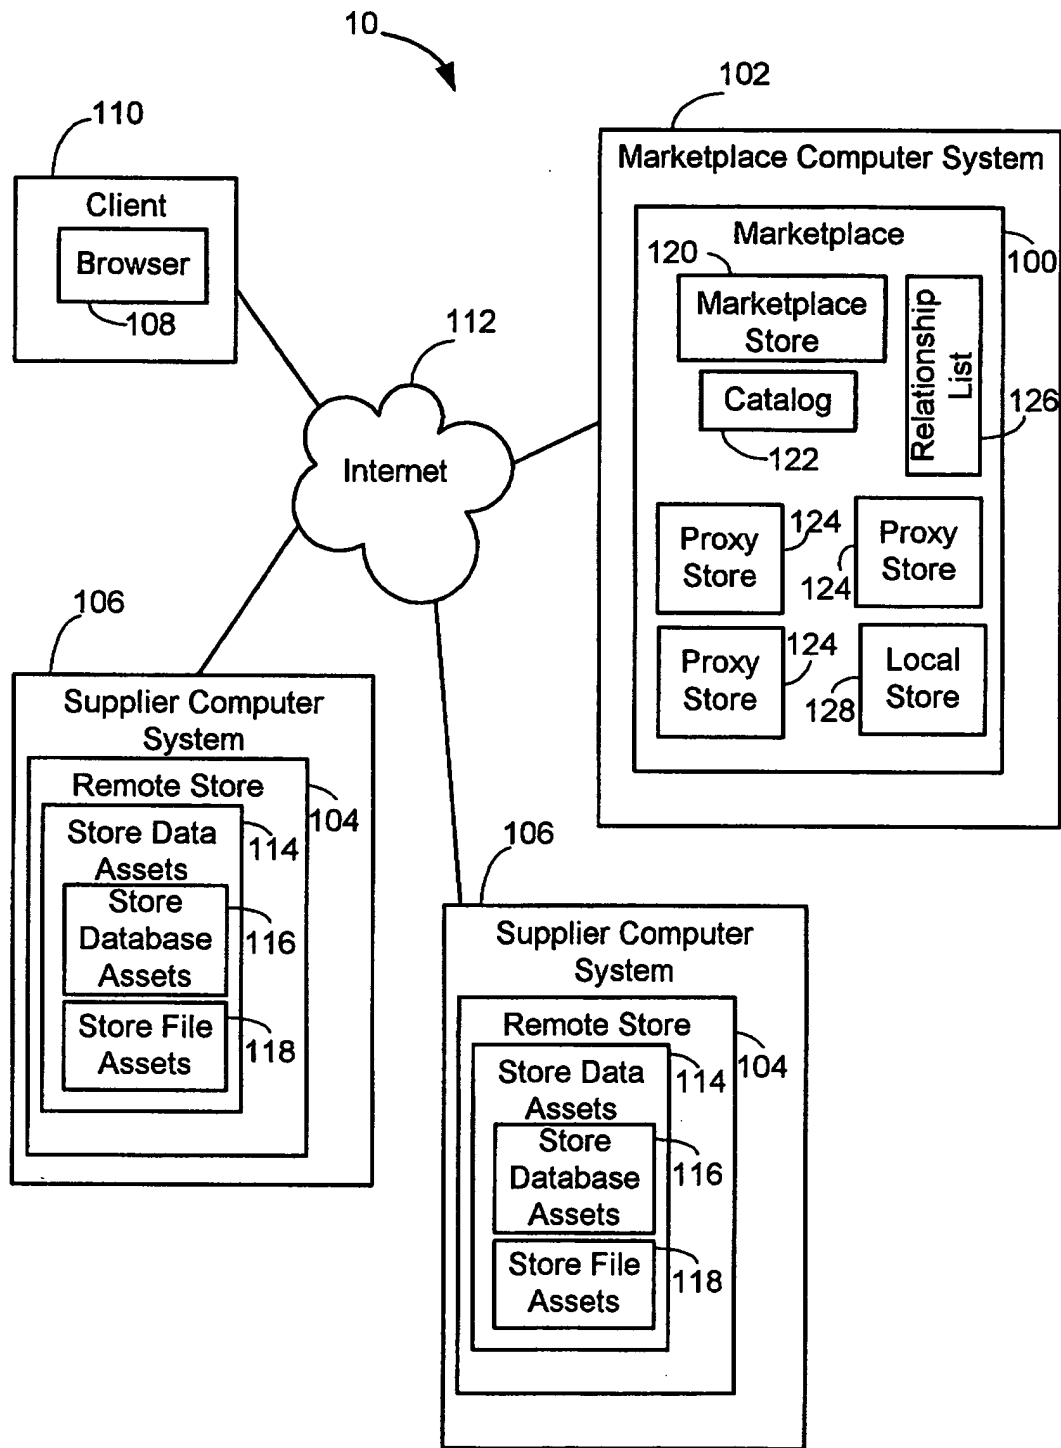 10
102
Marketplace Computer System
Marketplace
100
120
Marketplace
Store
Relationship
List
126
Catalog
122
Proxy
Store
124
Proxy
Store
124
Proxy
Store
124
Local
Store
128
110
Client
Browser
108
112
Internet
106
Supplier Computer
System
Remote Store
104
Store Data
Assets
114
Store
Database
Assets
116
Store File
Assets
118
106
Supplier Computer
System
Remote Store
104
Store Data
Assets
114
Store
Database
Assets
116
Store File
Assets
118